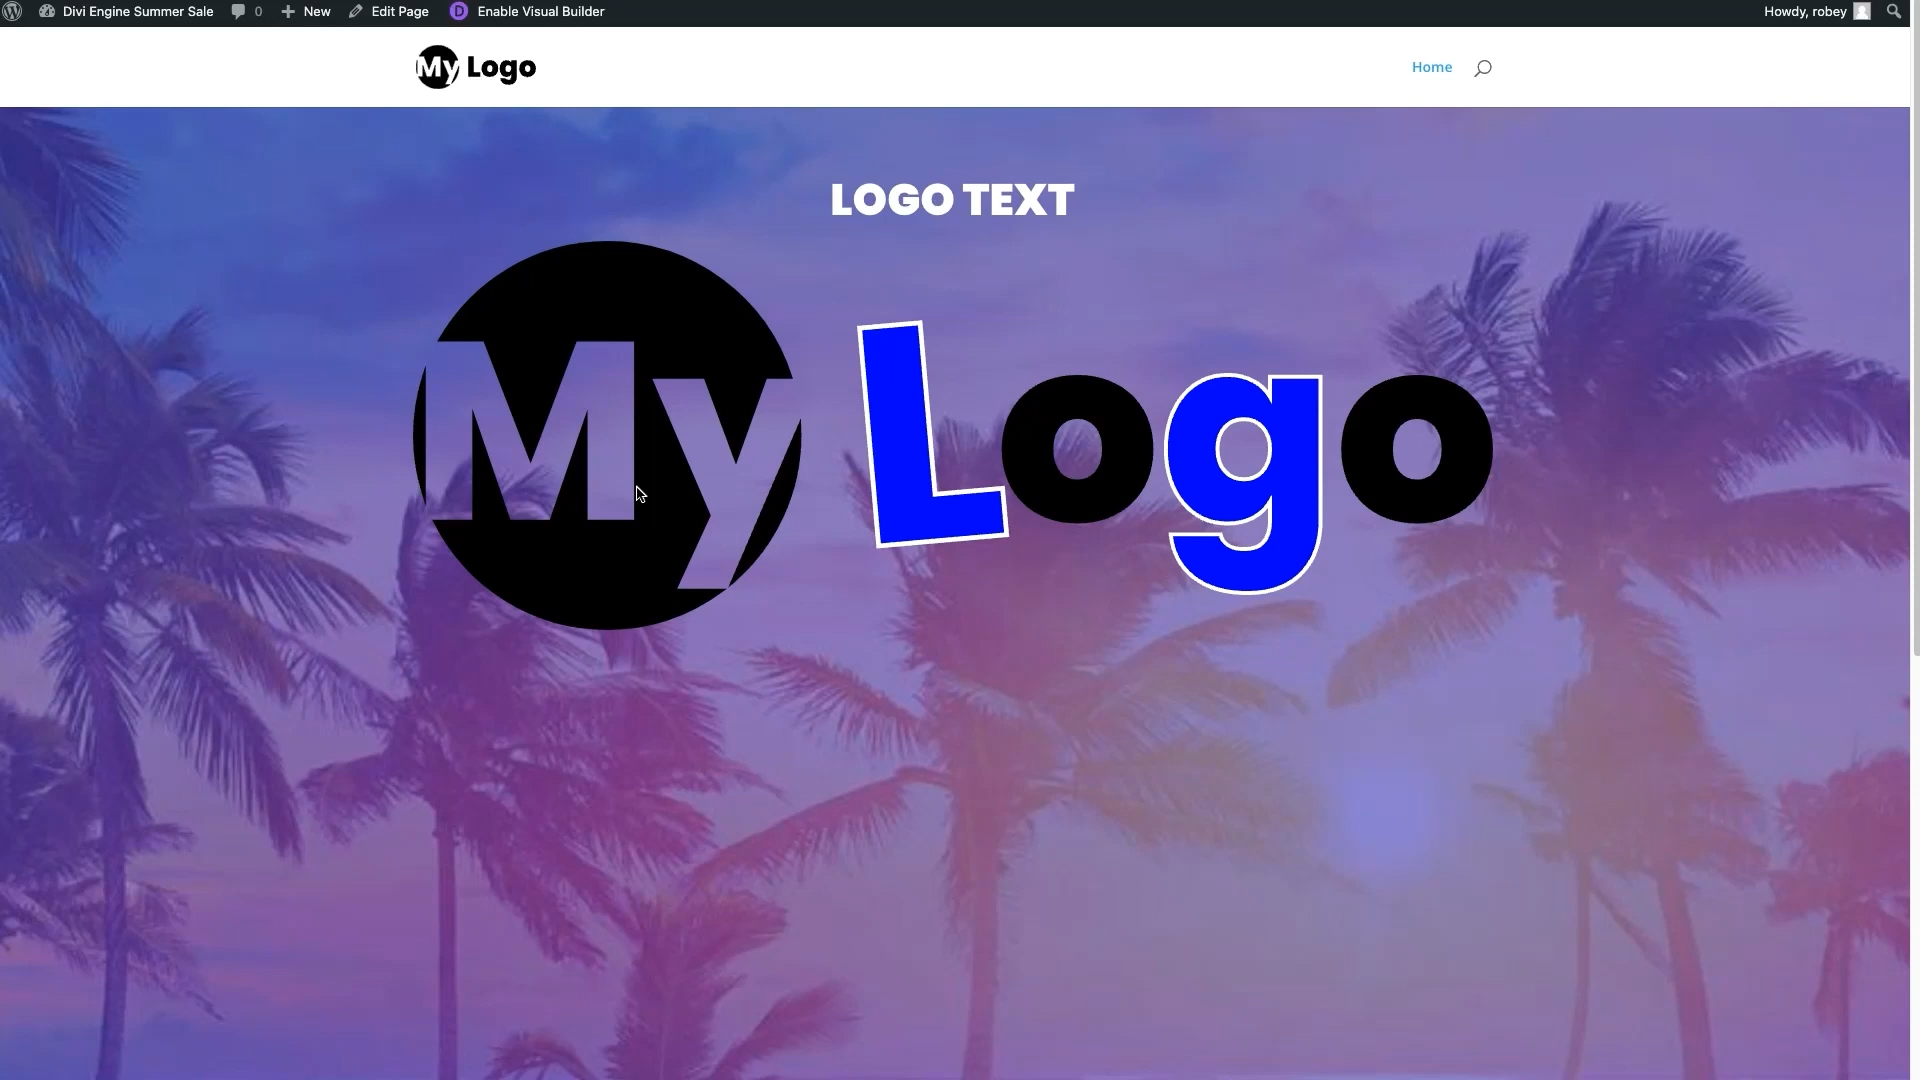 Divi Engine Summer Sale 0 New Edit Page D Enable Visual Builder Howdy, robey
My Logo Home
LOGO TEXT
My Logo